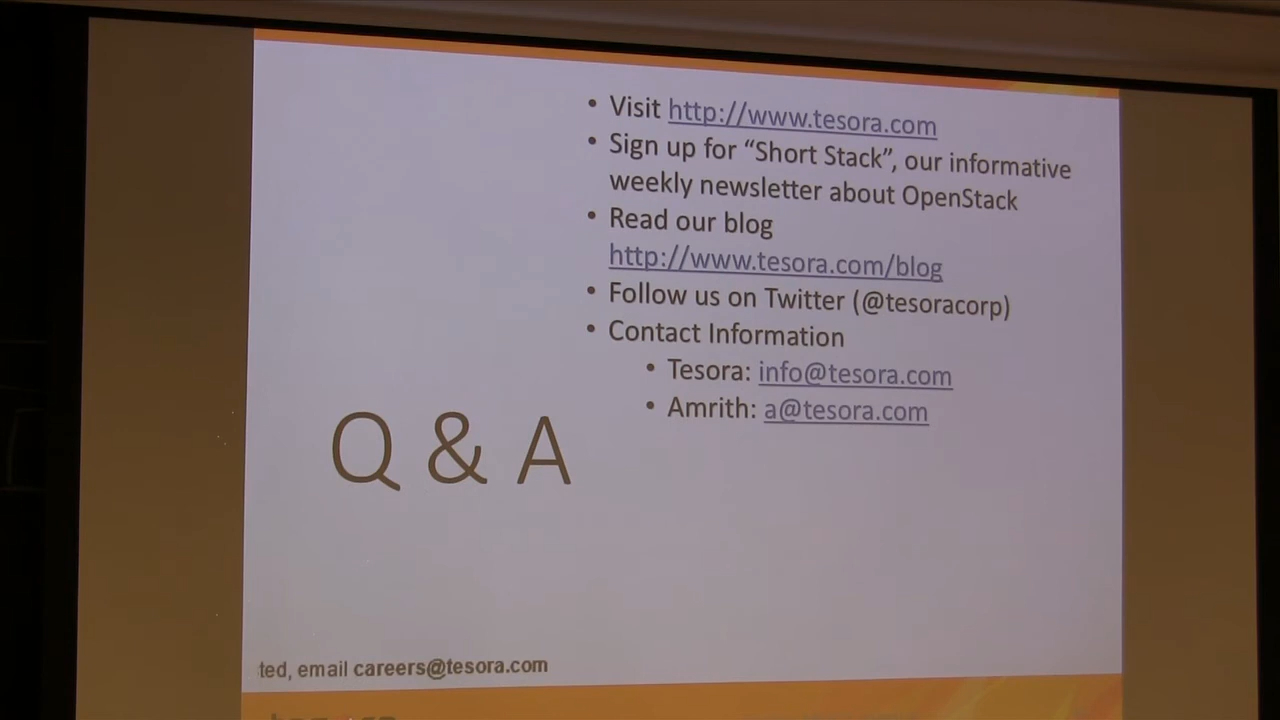 • Visit http://www.tesora.com
• Sign up for “Short Stack”, our informative
weekly newsletter about OpenStack
• Read our blog
http://www.tesora.com/blog
• Follow us on Twitter (@tesoracorp)
• Contact Information
• Tesora: info@tesora.com
• Amrith: a@tesora.com
Q & A
ted, email careers@tesora.com